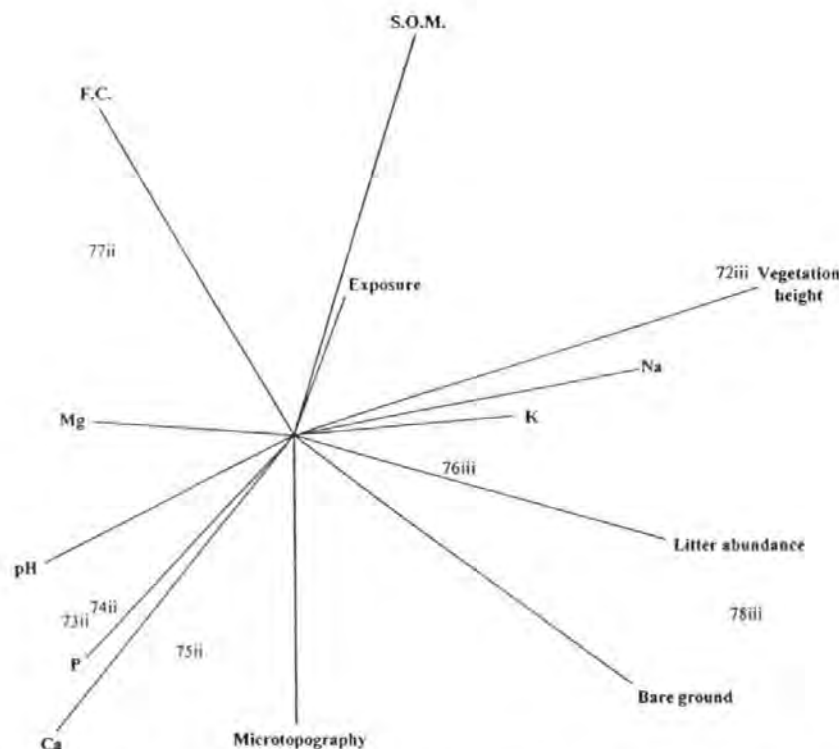 S.O.M.
F.C.
77ii
72iii
Vegetation
height
Exposure
Na
Mg
K
76iii
Litter abundance
pH
74ii
73ii
78iii
75ii
P
Bare ground
Ca
Microtopography